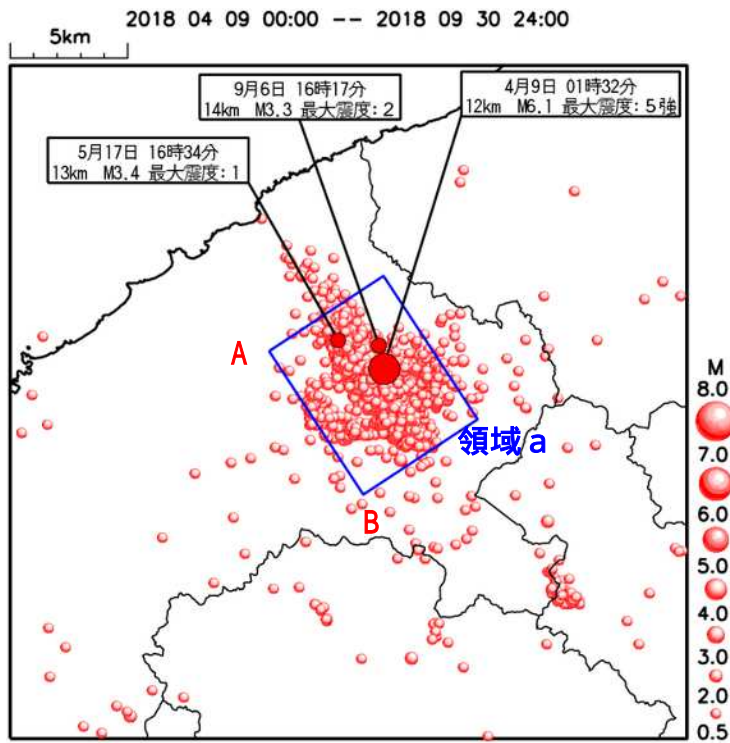 2018 04 09 00:00 -- 2018 09 30 24:00
5km
9月6日 16時17分
14km M3.3 最大震度:2
4月9日 01時32分
12km M6.1 最大震度:5強
5月17日 16時34分
13km M3.4 最大震度:1
A
領域a
B
M
8.0
7.0
6.0
5.0
4.0
3.0
2.0
0.5